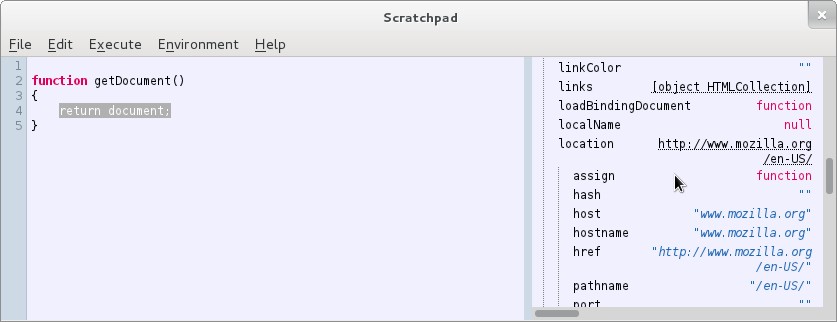 Scratchpad
File Edit Execute Environment Help
1
2 function getDocument()
3 {
4 return document;
5 }
linkColor ""
links [object HTMLCollection]
loadBindingDocument function
localName null
location http://www.mozilla.org
/en-US/
assign function
hash ""
host "www.mozilla.org"
hostname "www.mozilla.org"
href "http://www.mozilla.org
/en-US/"
pathname "/en-US/"
port ""